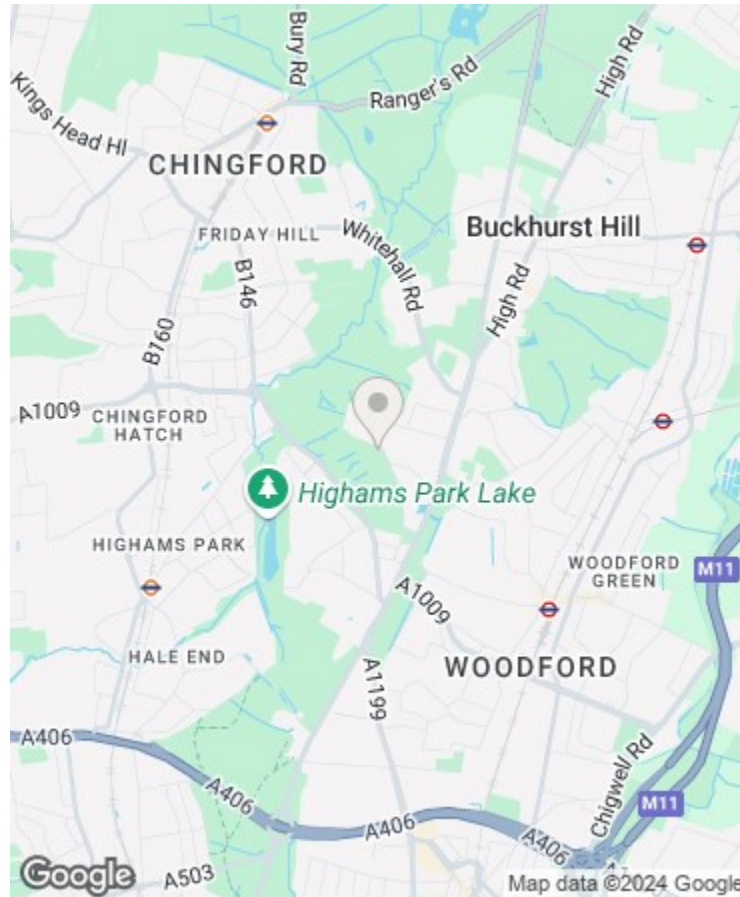 Bury Rd
Ranger's Rd
High Rd
Kings Head Hl
CHINGFORD
FRIDAY HILL
Whitehall Rd
Buckhurst Hill
B146
High Rd
B160
A1009
CHINGFORD
HATCH
Highams Park Lake
HIGHAMS PARK
WOODFORD
GREEN
M11
A1009
HALE END
WOODFORD
A1199
A406
Chigwell Rd
A406
M11
A406
A406
A503
Google
Map data ©2024 Google